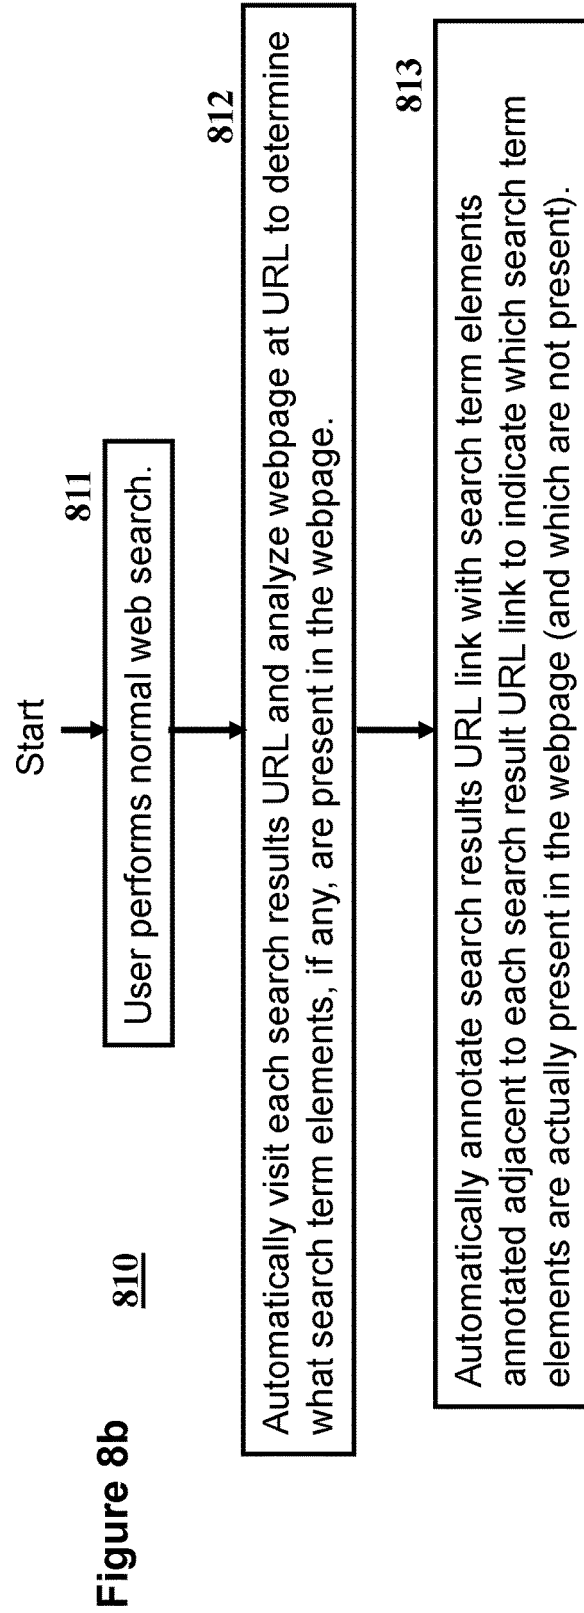 Figure 8b
810
Start
811
User performs normal web search.
812
Automatically visit each search results URL and analyze webpage at URL to determine
what search term elements, if any, are present in the webpage.
813
Automatically annotate search results URL link with search term elements
annotated adjacent to each search result URL link to indicate which search term
elements are actually present in the webpage (and which are not present).